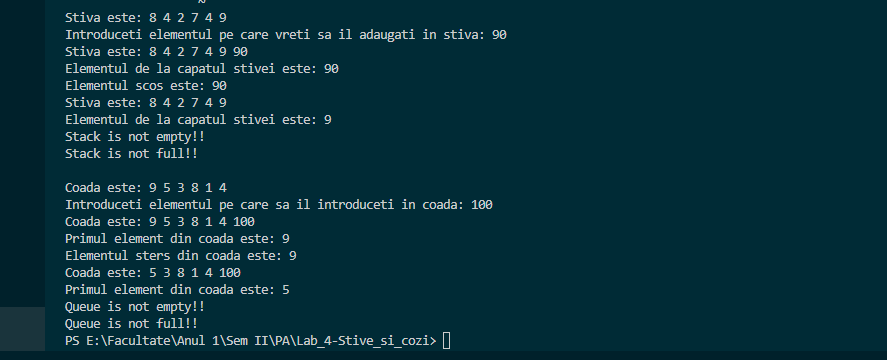 Stiva este: 8 4 2 7 4 9
Introduceti elementul pe care vreti sa il adaugati in stiva: 90
Stiva este: 8 4 2 7 4 9 90
Elementul de la capatul stivei este: 90
Elementul scos este: 90
Stiva este: 8 4 2 7 4 9
Elementul de la capatul stivei este: 9
Stack is not empty!!
Stack is not full!!
Coada este: 9 5 3 8 1 4
Introduceti elementul pe care sa il introduceti in coada: 100
Coada este: 9 5 3 8 1 4 100
Primul element din coada este: 9
Elementul sters din coada este: 9
Coada este: 5 3 8 1 4 100
Primul element din coada este: 5
Queue is not empty!!
Queue is not full!!
PS E:\Facultate\Anul 1\Sem II\PA\Lab_4-Stive_si_cozi>